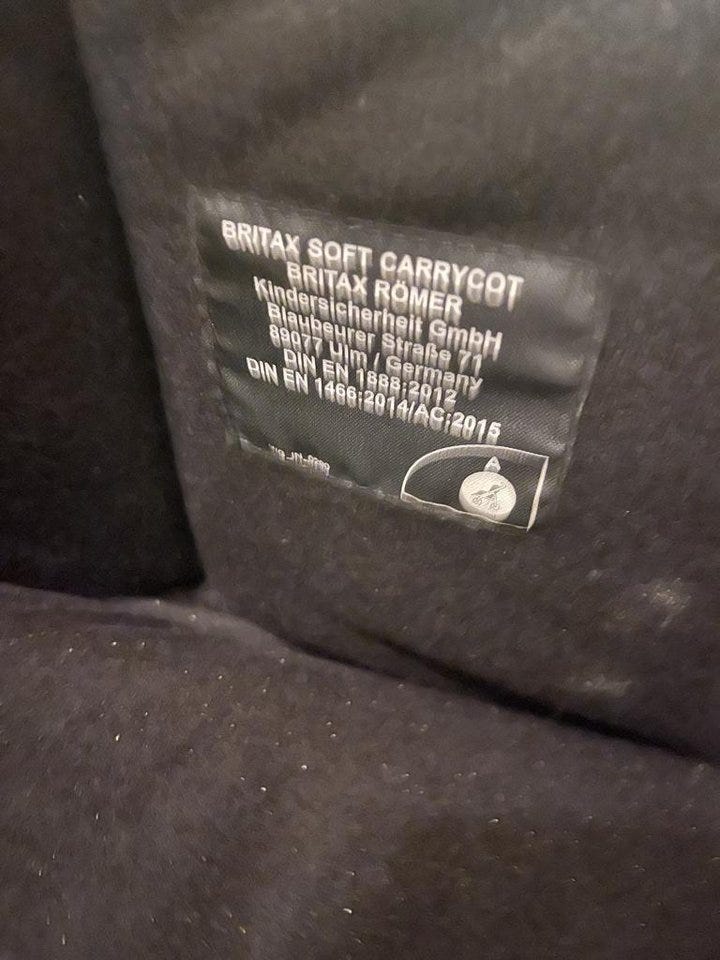 BRITAX SOFT CARRYCOT
BRITAX RÖMER
Kindersicherheit GmbH
Blaubeurer Straße 71
89077 Ulm / Germany
DIN EN 1888:2012
DIN EN 1466:2014/AC:2015
A